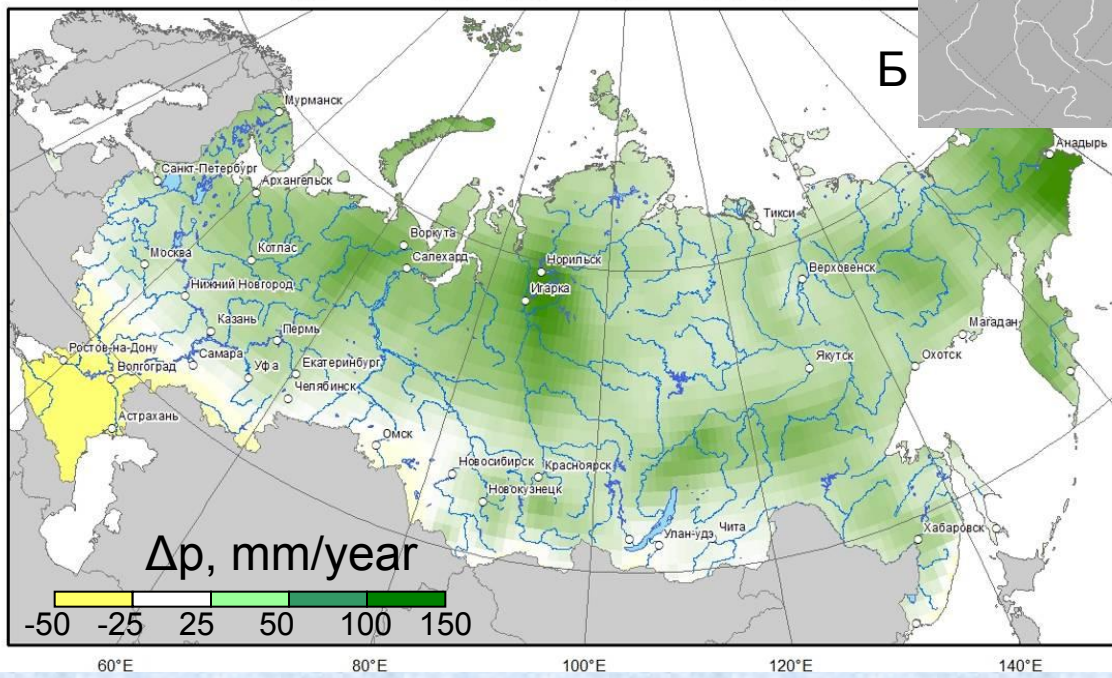 Б
Анадырь
Мурманск
Санкт-Петербург
Архангельск
Тикси
Воркута
Москва
Котлас
Салехард
Норильск
Верховенск
Нижний Новгород
Игарка
Магадан
Казань
Пермь
Ростов-на-Дону
Самара
Уфа
Екатеринбург
Якутск
Охотск
Волгоград
Челябинск
Астрахань
Омск
Новосибирск
Красноярск
Новокузнецк
Улан-удэ
Чита
Хабаровск
Δp, mm/year
-50 -25 25 50 100 150
60°E 80°E 100°E 120°E 140°E